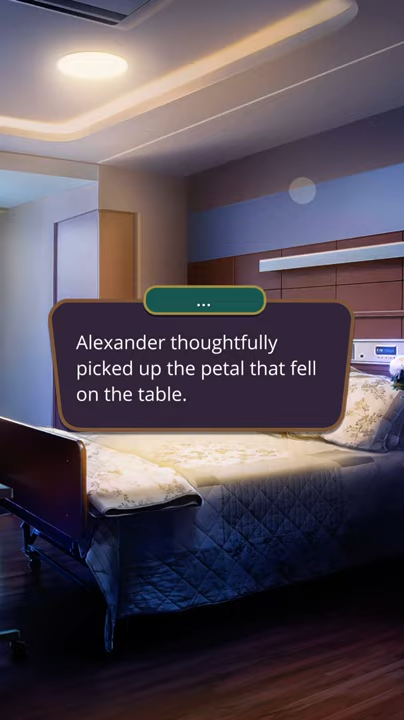 ...
Alexander thoughtfully
picked up the petal that fell
on the table.